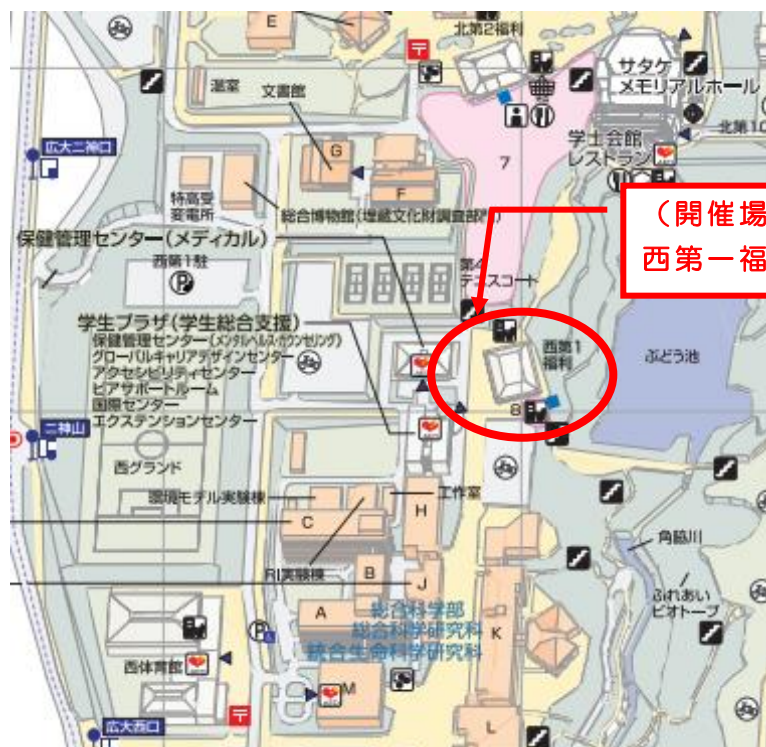 E
北第2福利
サタケ
メモリアルホール
温室
文書館
北第10
広大二神口
学士会館
レストラン
G
F
7
特高受
変電所
総合博物館(埋蔵文化財調査部門)
(開催場
西第一福
保健管理センター(メディカル)
西第1駐
第4
テニスコート
学生プラザ(学生総合支援)
保健管理センター(メンタルヘルス・カウンセリング)
グローバルキャリアデザインセンター
アクセシビリティセンター
ピアサポートルーム
国際センター
エクステンションセンター
西第1
福利
ぶどう池
8
二神山
西グランド
環境モデル実験棟
工作室
C
H
角脇川
RI実験棟
B
J
ふれあい
ビオトープ
A
総合科学部
総合科学研究科
統合生命科学研究科
K
西体育館
M
L
広大西口